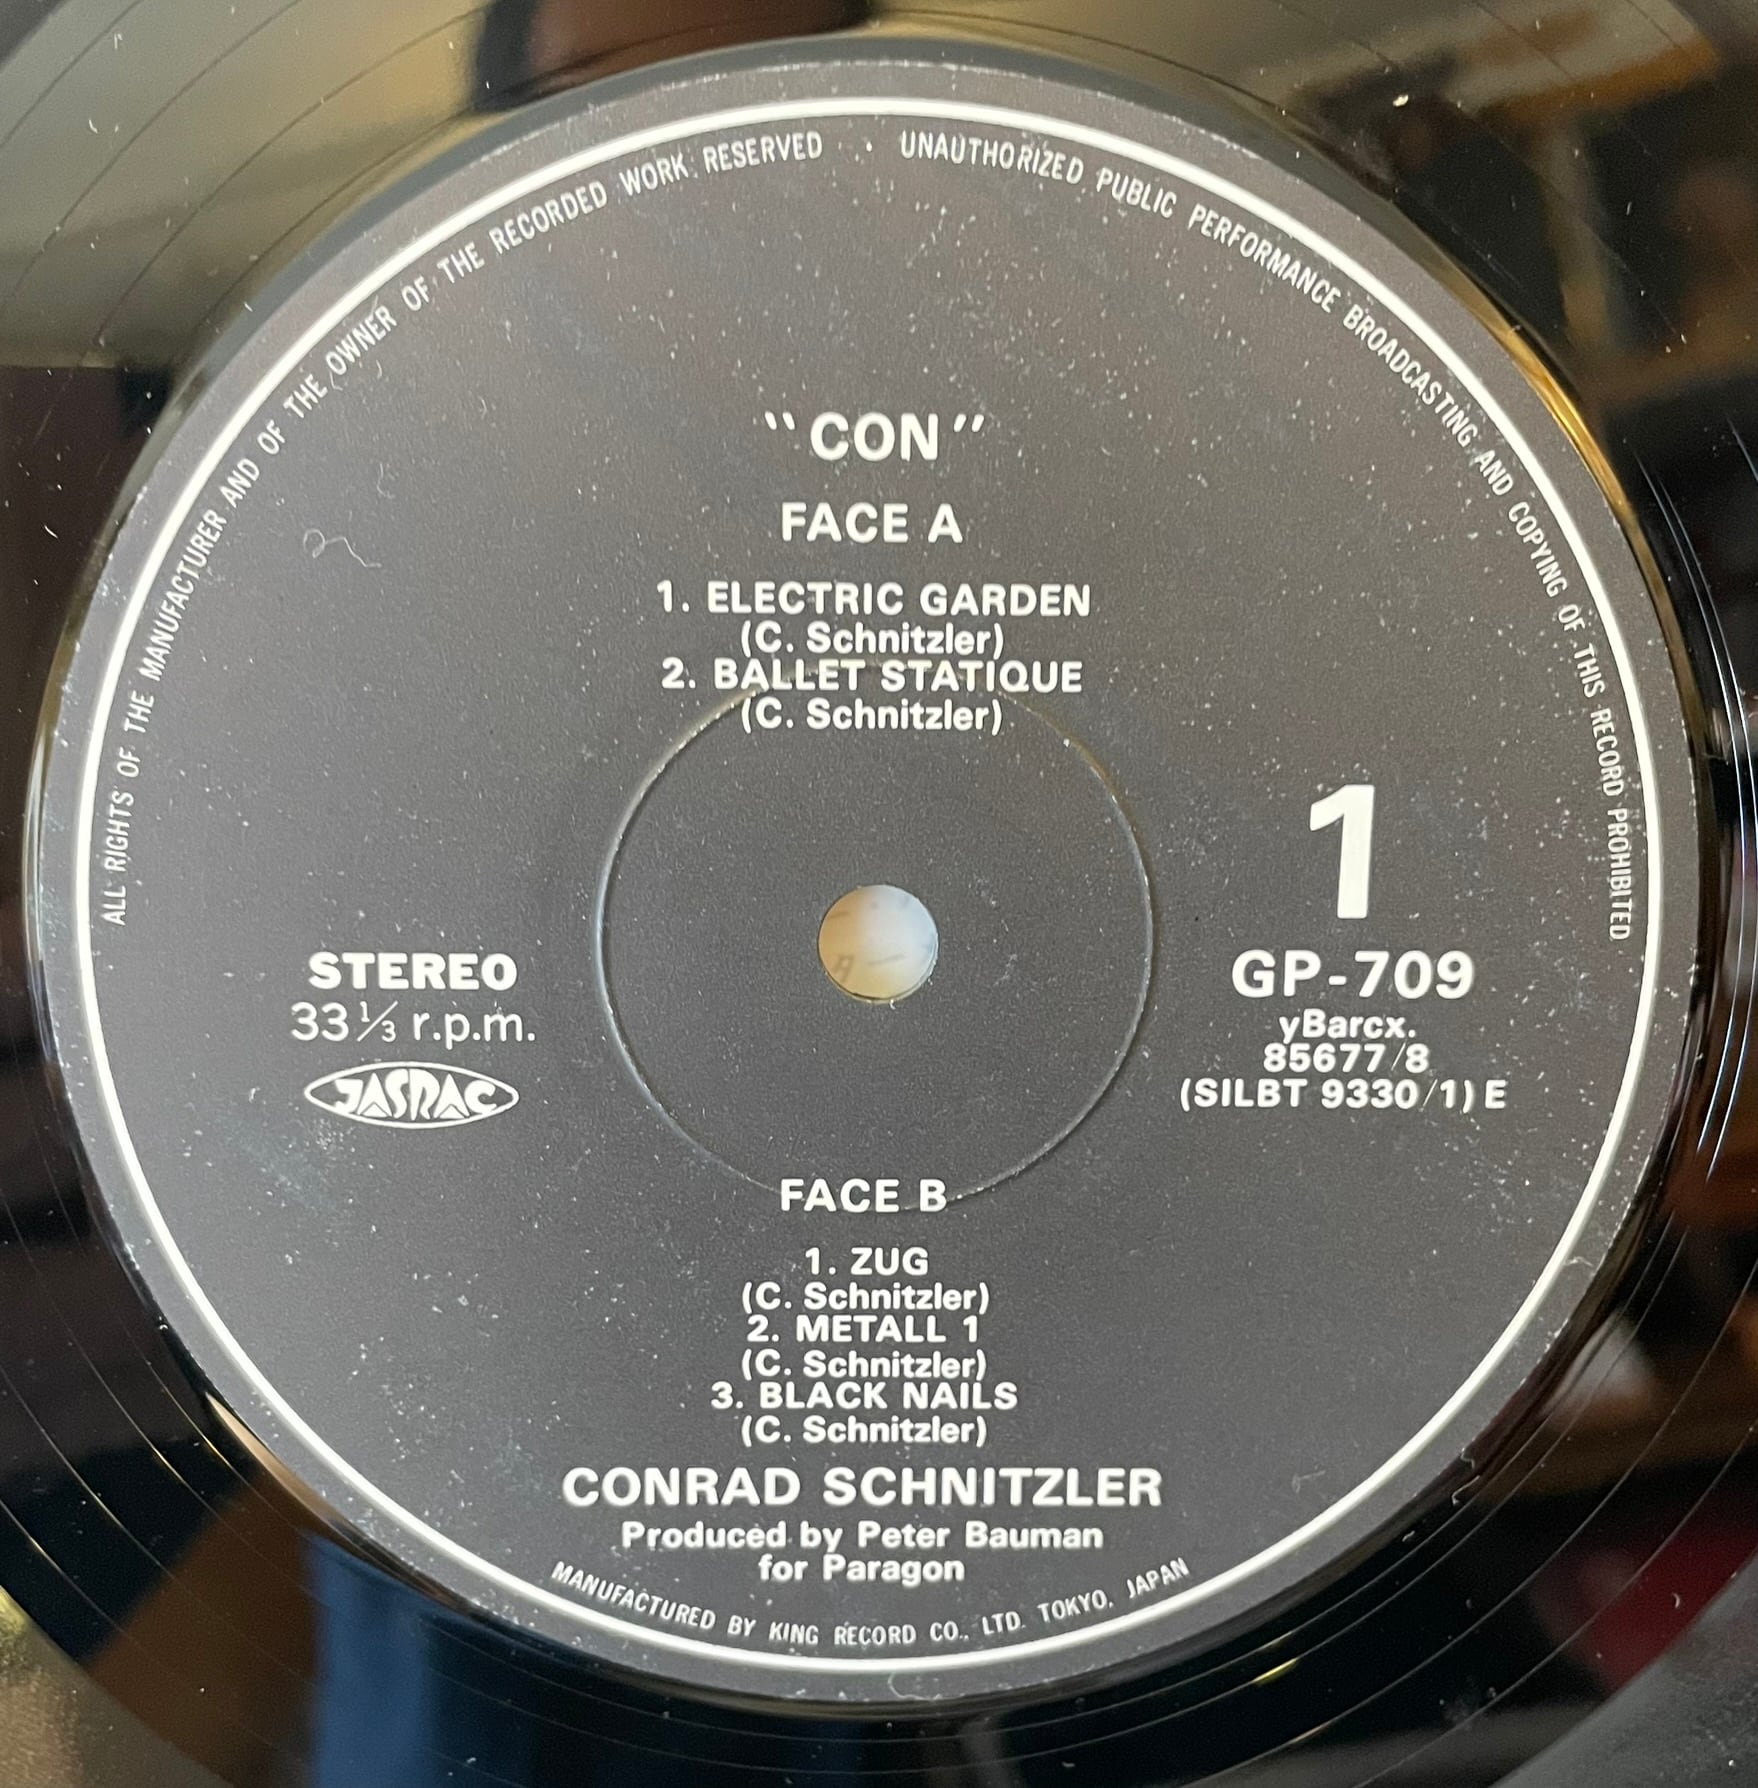 ALL RIGHTS OF THE MANUFACTURER AND OF THE OWNER OF THE RECORDED WORK RESERVED · UNAUTHORIZED PUBLIC PERFORMANCE BROADCASTING AND COPYING OF THIS RECORD PROHIBITED
"CON"
FACE A
1. ELECTRIC GARDEN
(C. Schnitzler)
2. BALLET STATIQUE
(C. Schnitzler)
1
STEREO
33 1/3 r.p.m.
JASRAC
GP-709
yBarcx.
85677/8
(SILBT 9330/1) E
FACE B
1. ZUG
(C. Schnitzler)
2. METALL 1
(C. Schnitzler)
3. BLACK NAILS
(C. Schnitzler)
CONRAD SCHNITZLER
Produced by Peter Bauman
for Paragon
MANUFACTURED BY KING RECORD CO., LTD. TOKYO, JAPAN